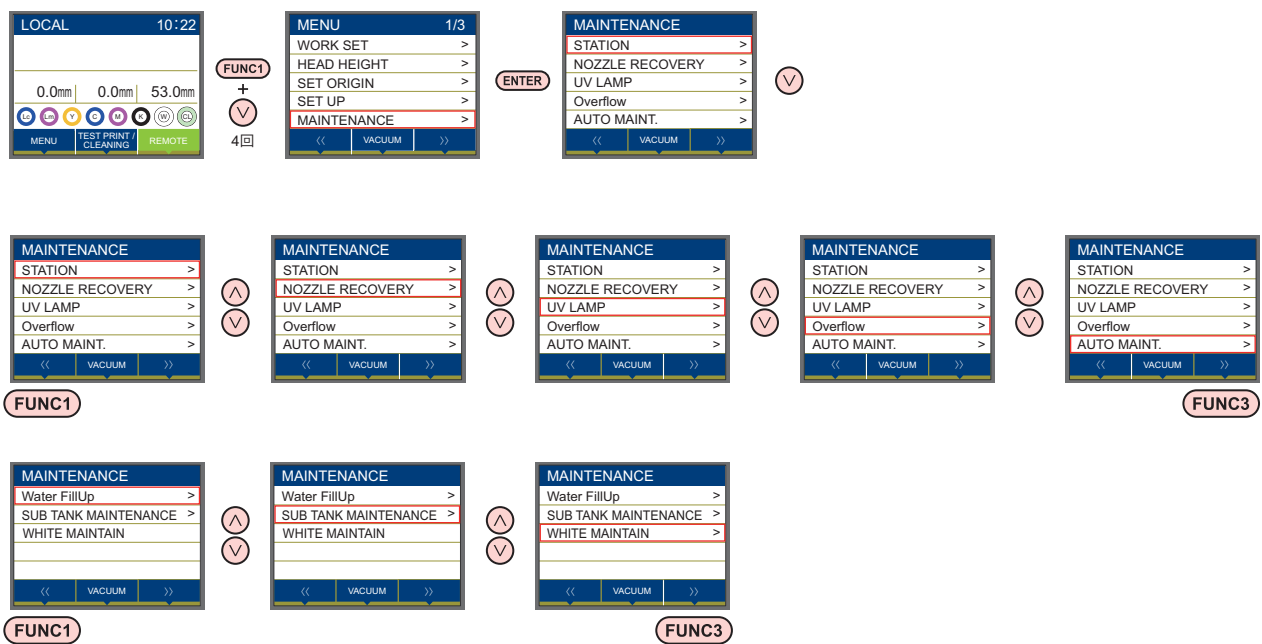 LOCAL 10:22
0.0mm 0.0mm 53.0mm
Lc Lm Y C M K W CL
MENU TEST PRINT / CLEANING REMOTE
FUNC1
+
4回
MENU 1/3
WORK SET >
HEAD HEIGHT >
SET ORIGIN >
SET UP >
MAINTENANCE >
<< VACUUM >>
ENTER
MAINTENANCE
STATION >
NOZZLE RECOVERY >
UV LAMP >
Overflow >
AUTO MAINT. >
<< VACUUM >>
MAINTENANCE
STATION >
NOZZLE RECOVERY >
UV LAMP >
Overflow >
AUTO MAINT. >
<< VACUUM >>
FUNC1
MAINTENANCE
STATION >
NOZZLE RECOVERY >
UV LAMP >
Overflow >
AUTO MAINT. >
<< VACUUM >>
MAINTENANCE
STATION >
NOZZLE RECOVERY >
UV LAMP >
Overflow >
AUTO MAINT. >
<< VACUUM >>
MAINTENANCE
STATION >
NOZZLE RECOVERY >
UV LAMP >
Overflow >
AUTO MAINT. >
<< VACUUM >>
MAINTENANCE
STATION >
NOZZLE RECOVERY >
UV LAMP >
Overflow >
AUTO MAINT. >
<< VACUUM >>
FUNC3
MAINTENANCE
Water FillUp >
SUB TANK MAINTENANCE >
WHITE MAINTAIN
<< VACUUM >>
FUNC1
MAINTENANCE
Water FillUp >
SUB TANK MAINTENANCE >
WHITE MAINTAIN
<< VACUUM >>
MAINTENANCE
Water FillUp >
SUB TANK MAINTENANCE >
WHITE MAINTAIN >
<< VACUUM >>
FUNC3